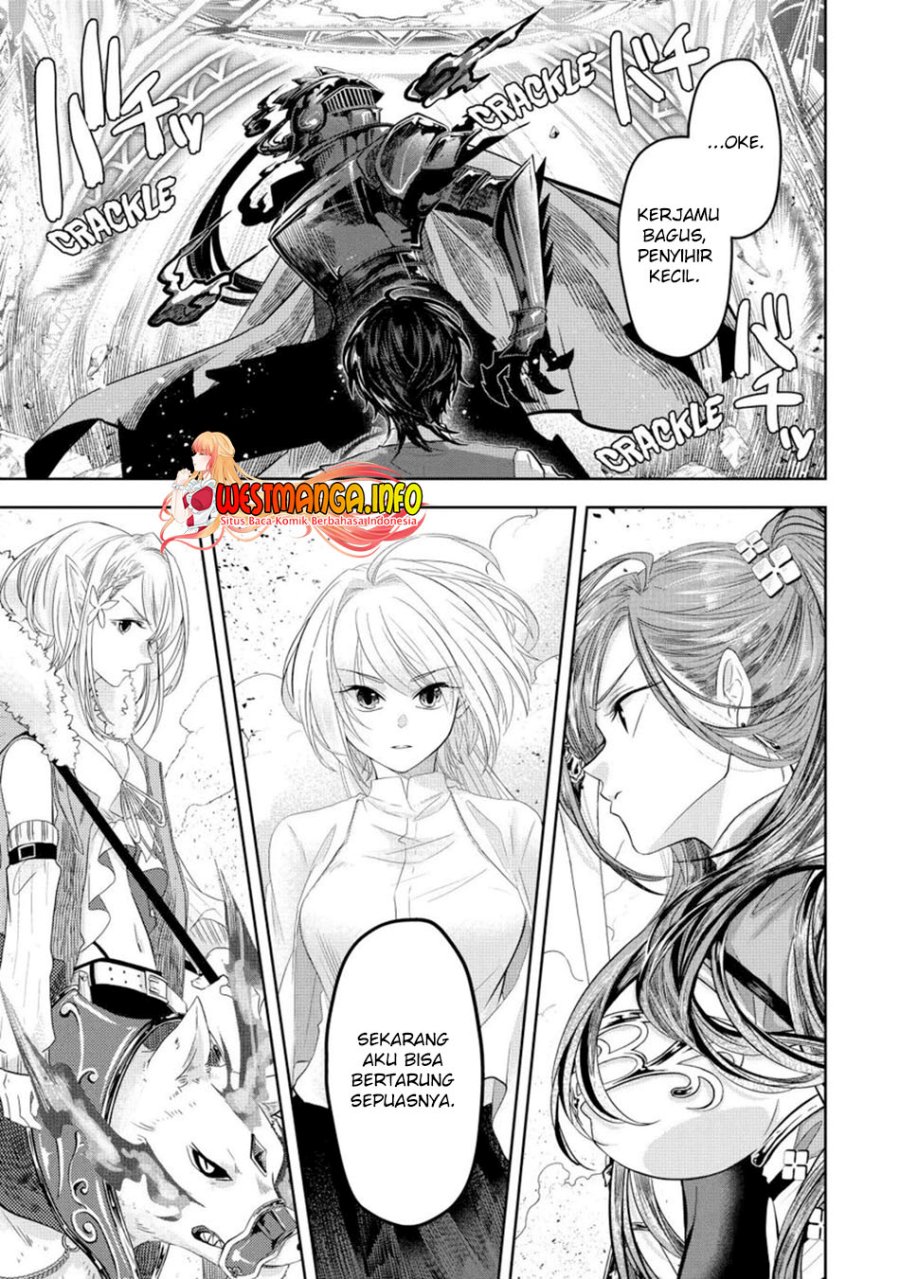 ...OKE.
KERJAMU
BAGUS,
PENYIHIR
KECIL.
バチッ
CRACKLE
CRACKLE
バチ
バチッ
CRACKLE
WESTMANGA.INFO
Situs Baca Komik Berbahasa Indonesia
SEKARANG
AKU BISA
BERTARUNG
SEPUASNYA.